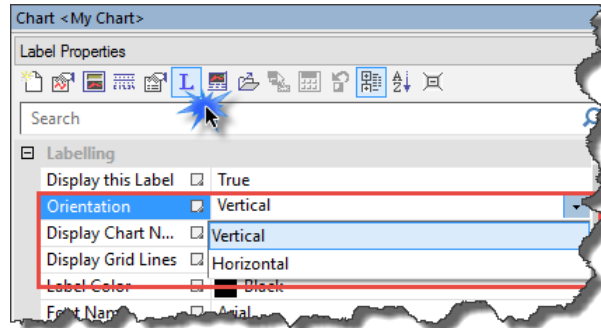 Chart <My Chart>
Label Properties
L
Search
Labelling
Display this Label True
Orientation Vertical
Display Chart N... Vertical
Display Grid Lines Horizontal
Label Color Black
Font Name Arial